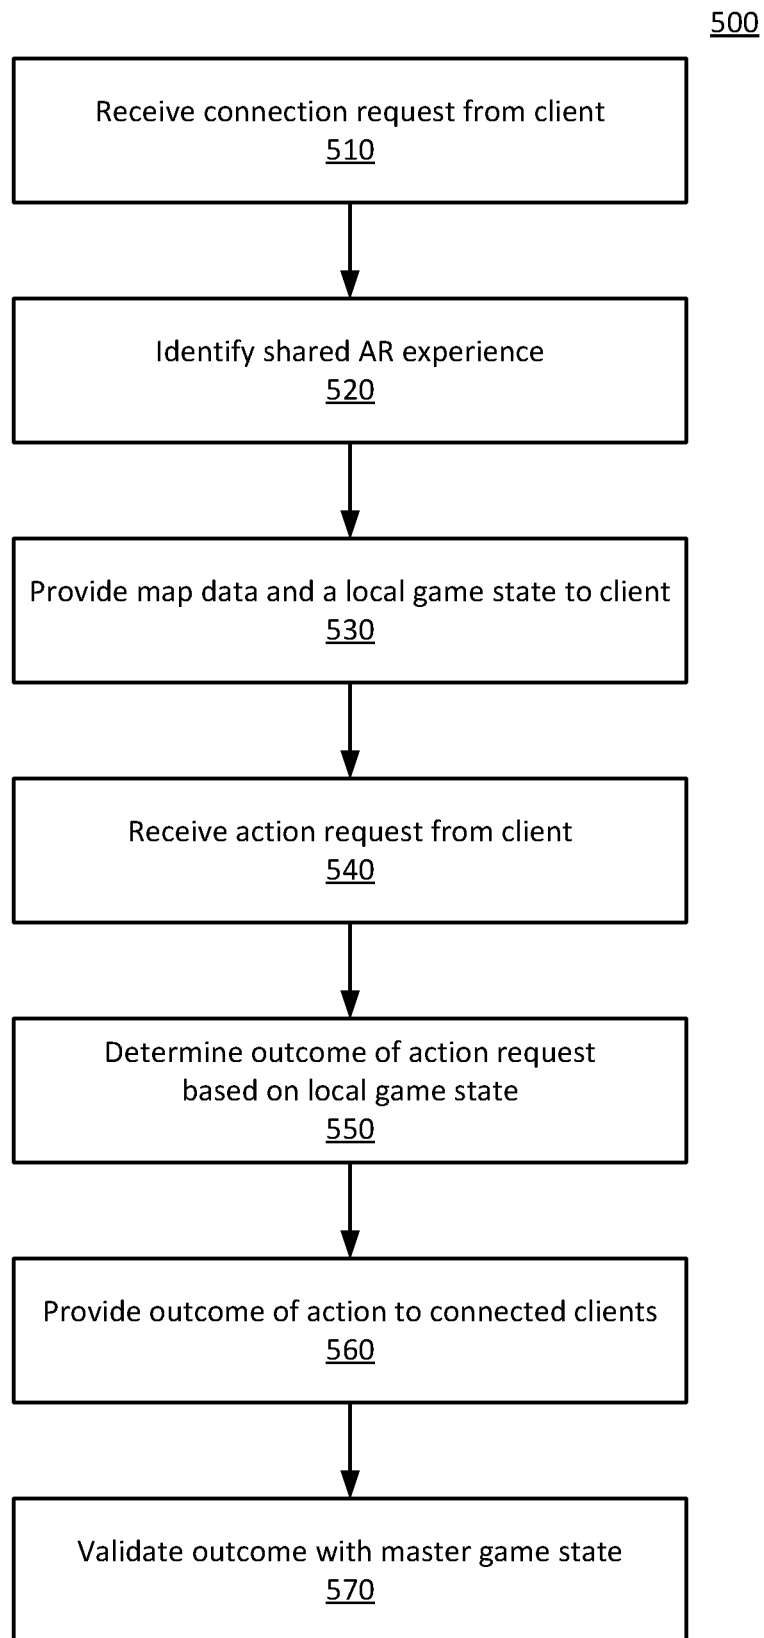 500
Receive connection request from client
510
Identify shared AR experience
520
Provide map data and a local game state to client
530
Receive action request from client
540
Determine outcome of action request
based on local game state
550
Provide outcome of action to connected clients
560
Validate outcome with master game state
570